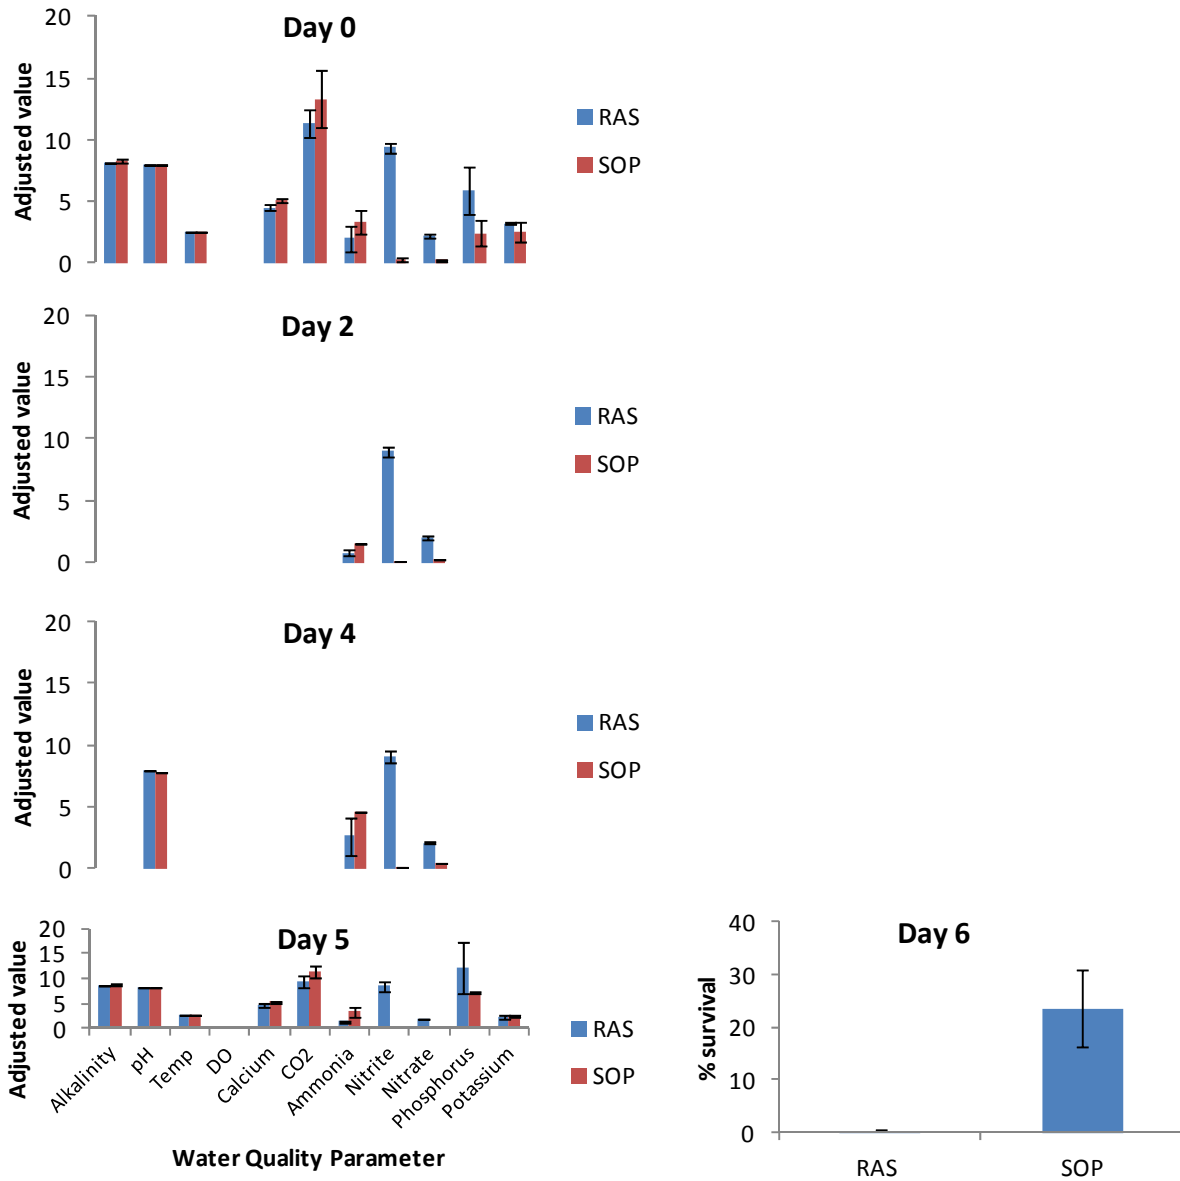 Day 0
Adjusted value
20
15
10
5
0
RAS
SOP
Day 2
Adjusted value
20
15
10
5
0
RAS
SOP
Day 4
Adjusted value
20
15
10
5
0
RAS
SOP
Day 5
Adjusted value
20
15
10
5
0
RAS
SOP
Alkalinity
pH
Temp
DO
Calcium
CO2
Ammonia
Nitrite
Nitrate
Phosphorus
Potassium
Water Quality Parameter
Day 6
% survival
40
30
20
10
0
RAS
SOP